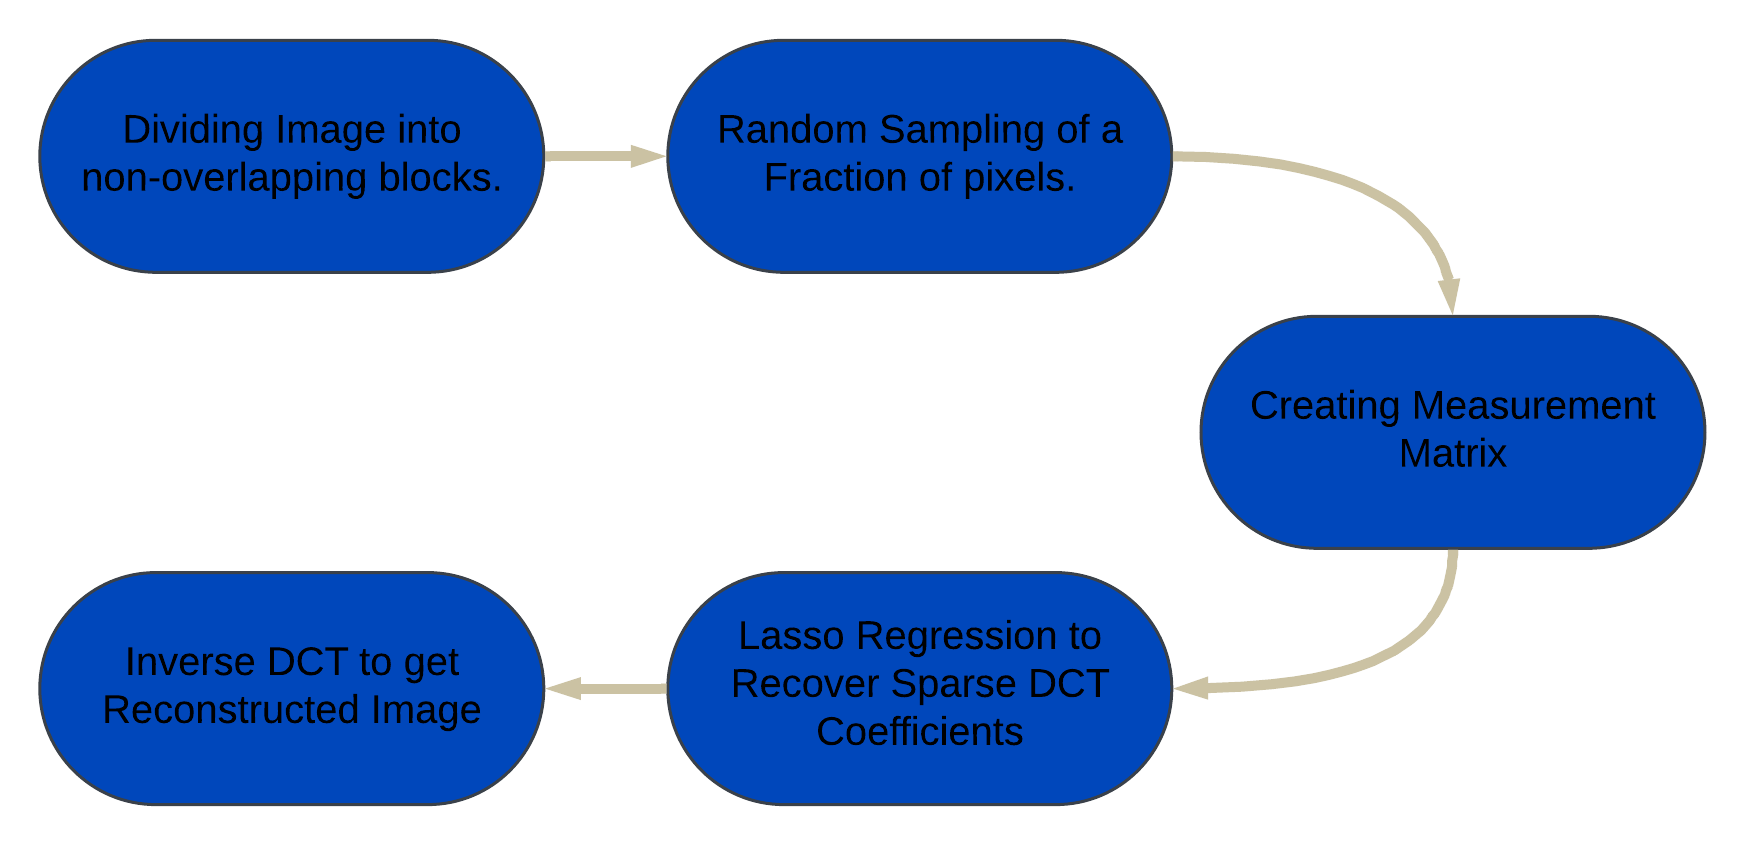 Dividing Image into
non-overlapping blocks.
Random Sampling of a
Fraction of pixels.
Creating Measurement
Matrix
Lasso Regression to
Recover Sparse DCT
Coefficients
Inverse DCT to get
Reconstructed Image